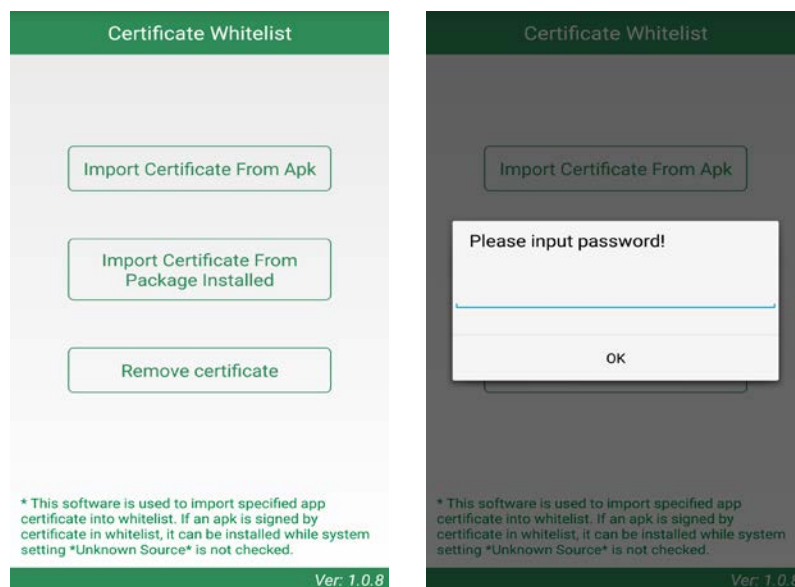 Certificate Whitelist
Import Certificate From Apk
Import Certificate From
Package Installed
Remove certificate
* This software is used to import specified app
certificate into whitelist. If an apk is signed by
certificate in whitelist, it can be installed while system
setting *Unknown Source* is not checked.
Ver: 1.0.8
Certificate Whitelist
Import Certificate From Apk
Please input password!
OK
* This software is used to import specified app
certificate into whitelist. If an apk is signed by
certificate in whitelist, it can be installed while system
setting *Unknown Source* is not checked.
Ver: 1.0.8